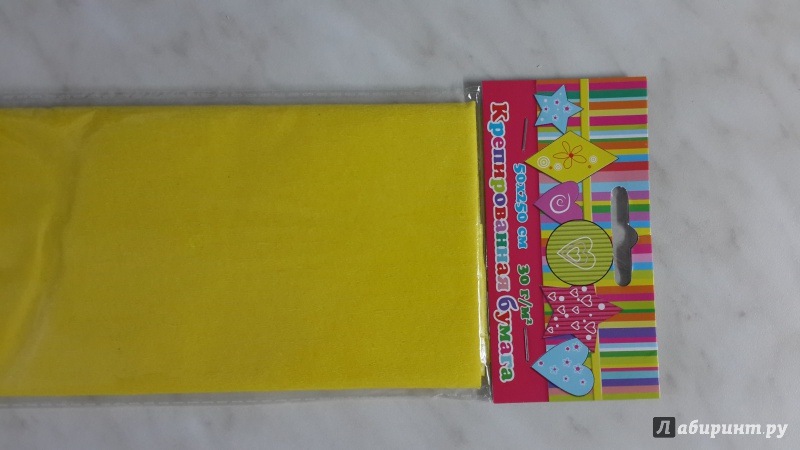 50x250 см 30 г/м²
Крепированная бумага
Лабиринт.ру